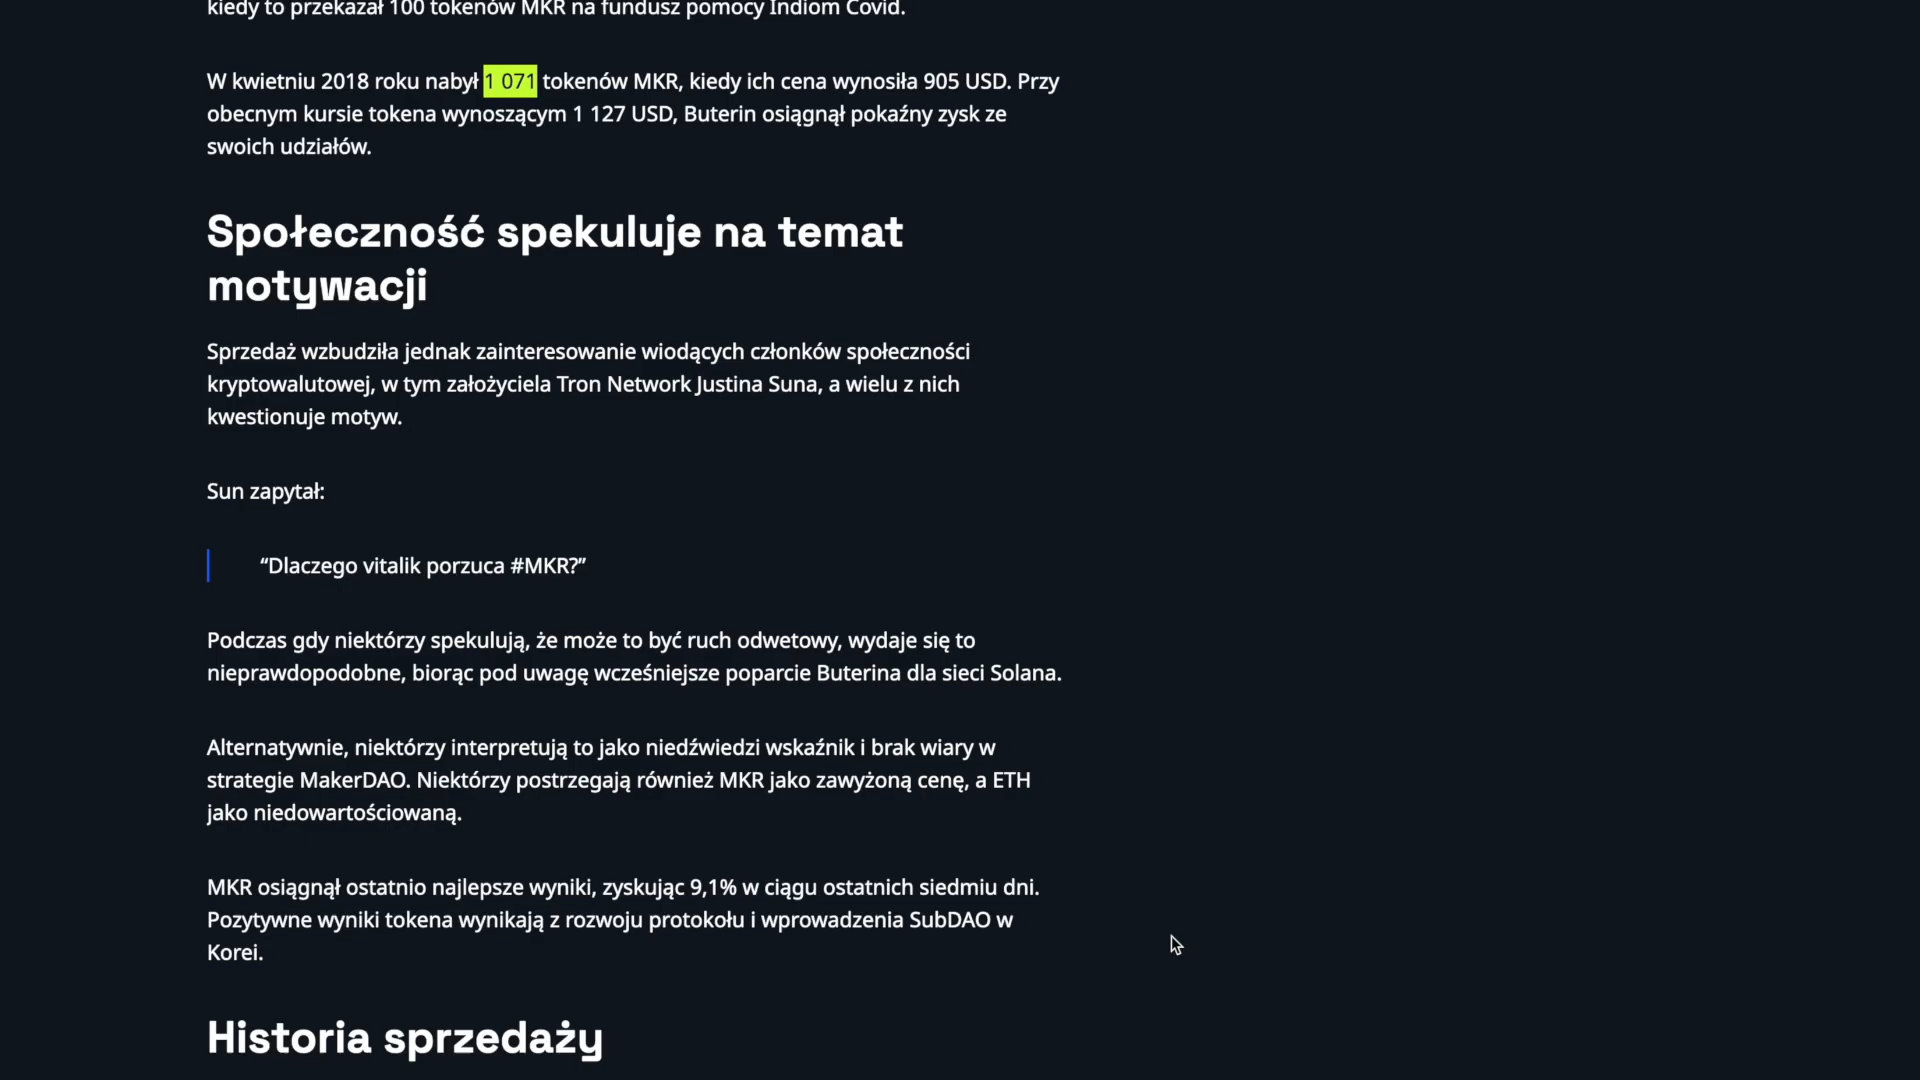 kiedy to przekazał 100 tokenów MKR na fundusz pomocy Indiom Covid.
W kwietniu 2018 roku nabył 1 071 tokenów MKR, kiedy ich cena wynosiła 905 USD. Przy
obecnym kursie tokena wynoszącym 1 127 USD, Buterin osiągnął pokaźny zysk ze
swoich udziałów.
Społeczność spekuluje na temat
motywacji
Sprzedaż wzbudziła jednak zainteresowanie wiodących członków społeczności
kryptowalutowej, w tym założyciela Tron Network Justina Suna, a wielu z nich
kwestionuje motyw.
Sun zapytał:
“Dlaczego vitalik porzuca #MKR?”
Podczas gdy niektórzy spekulują, że może to być ruch odwetowy, wydaje się to
nieprawdopodobne, biorąc pod uwagę wcześniejsze poparcie Buterina dla sieci Solana.
Alternatywnie, niektórzy interpretują to jako niedźwiedzi wskaźnik i brak wiary w
strategie MakerDAO. Niektórzy postrzegają również MKR jako zawyżoną cenę, a ETH
jako niedowartościowaną.
MKR osiągnął ostatnio najlepsze wyniki, zyskując 9,1% w ciągu ostatnich siedmiu dni.
Pozytywne wyniki tokena wynikają z rozwoju protokołu i wprowadzenia SubDAO w
Korei.
Historia sprzedaży